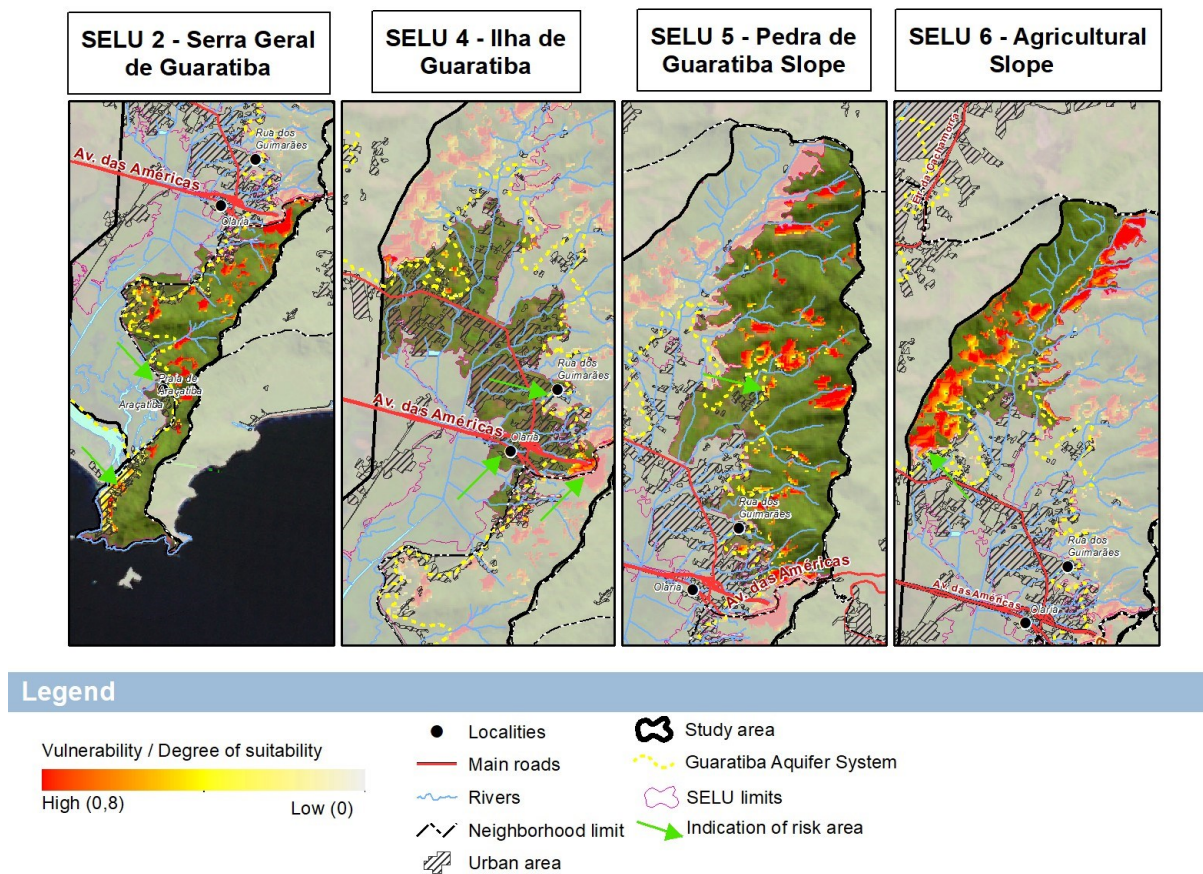 SELU 2 - Serra Geral
de Guaratiba
SELU 4 - Ilha de
Guaratiba
SELU 5 - Pedra de
Guaratiba Slope
SELU 6 - Agricultural
Slope
Rua dos
Guimarães
Av. das Américas
Olaria
Praia de
Araçatiba
Araçatiba
Rua dos
Guimarães
Av. das Américas
Olaria
Rua dos
Guimarães
Av. das Américas
Olaria
Cachamorra
Rua dos
Guimarães
Av. das Américas
Olaria
Legend
Vulnerability / Degree of suitability
High (0,8)
Low (0)
Localities
Main roads
Rivers
Neighborhood limit
Urban area
Study area
Guaratiba Aquifer System
SELU limits
Indication of risk area